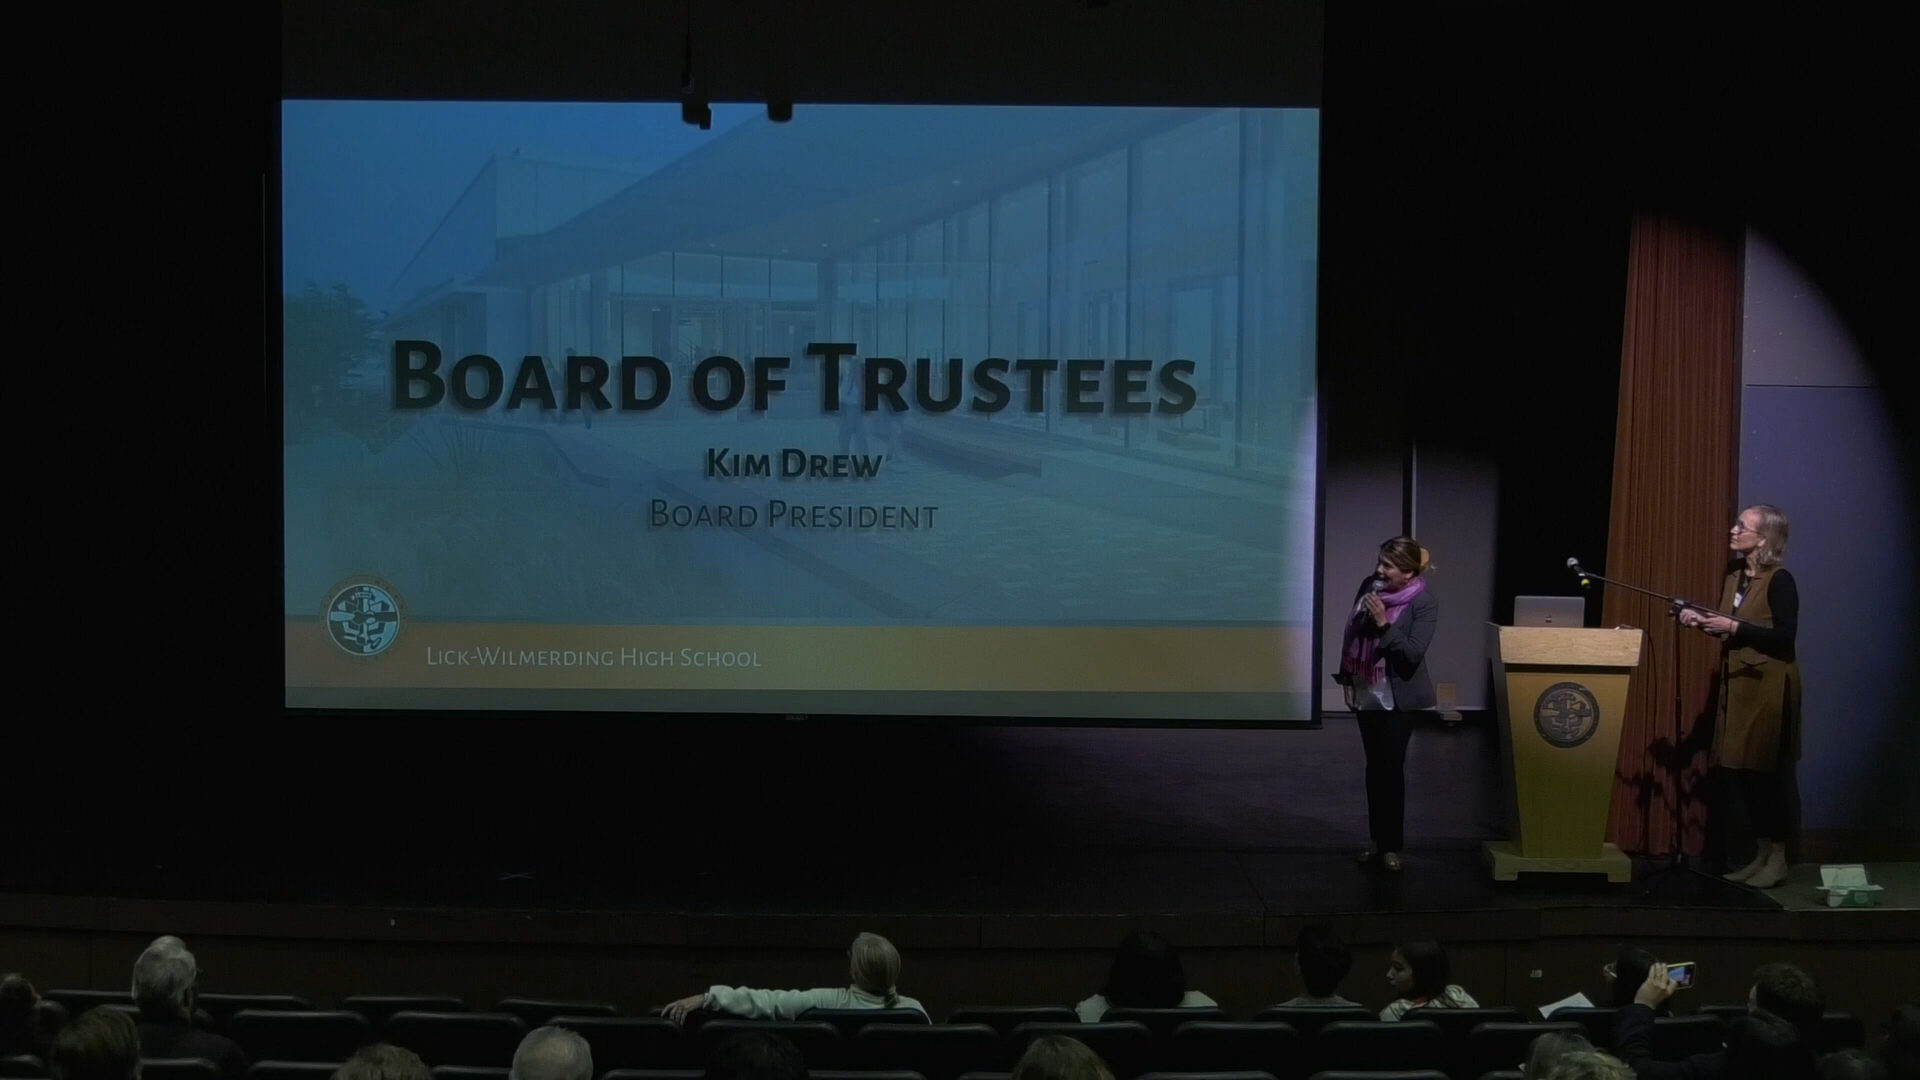 Board of Trustees
Kim Drew
Board President
Lick-Wilmerding High School